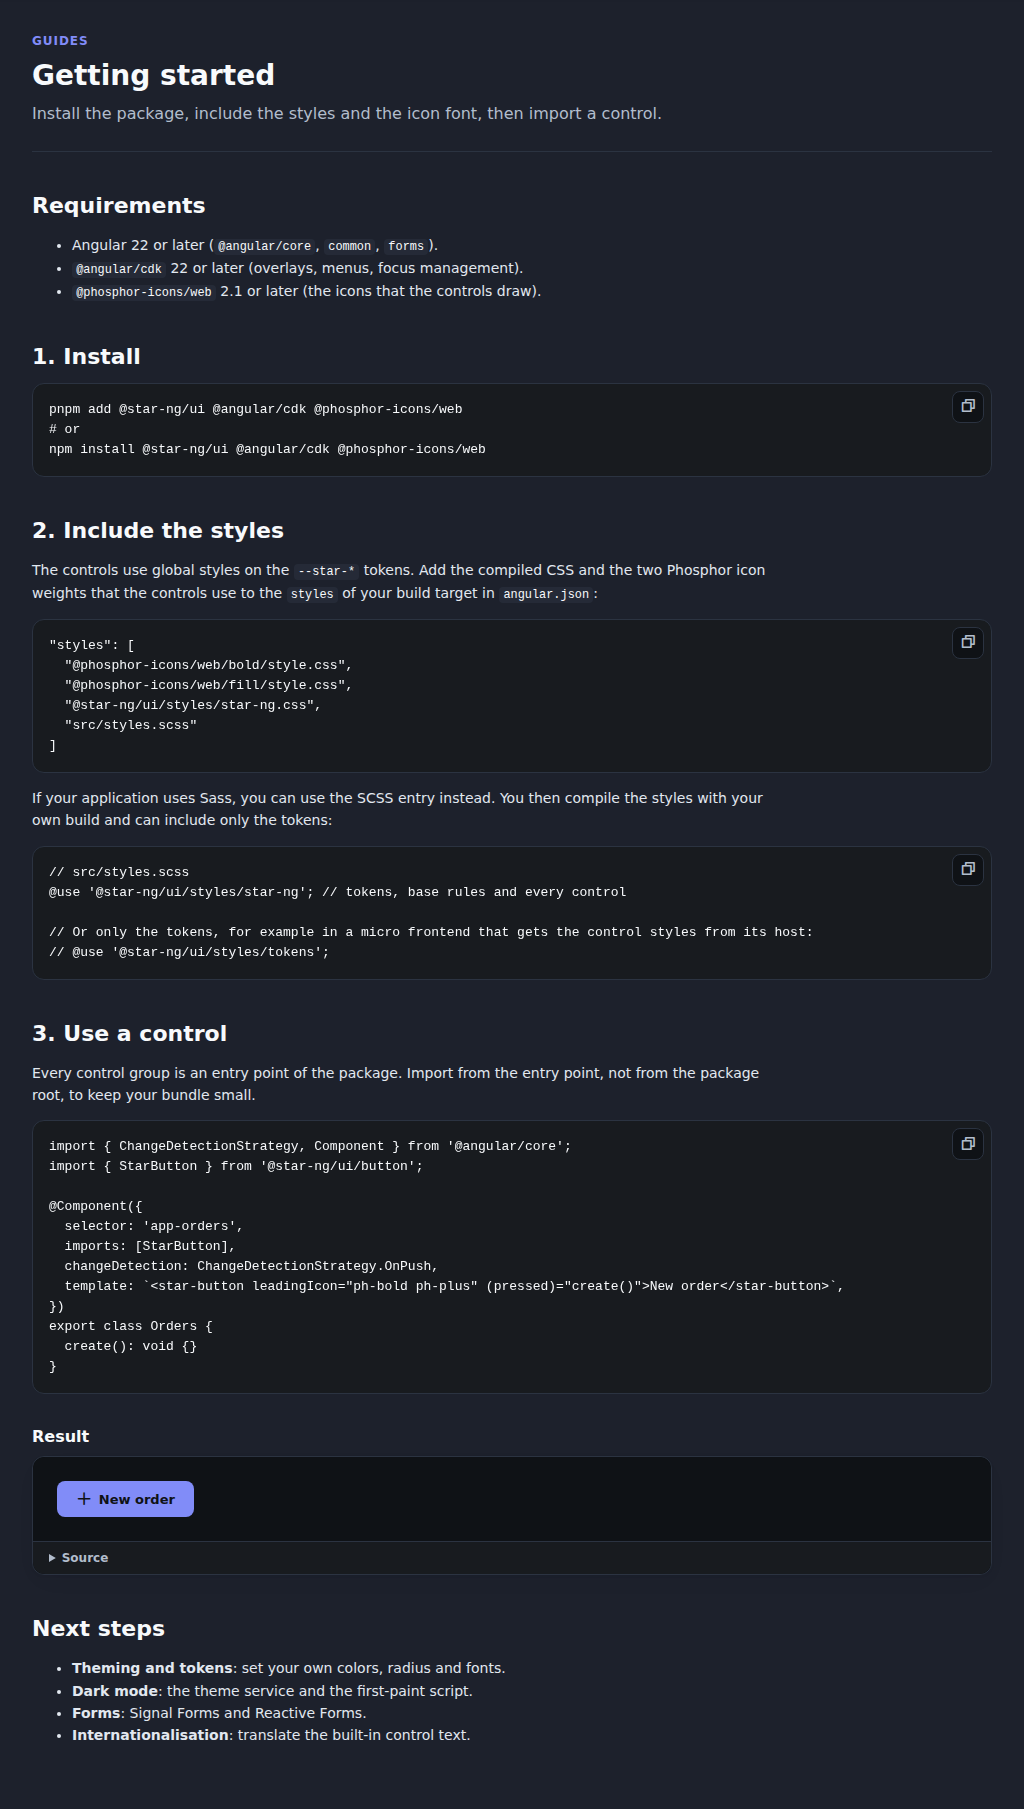 GUIDES
Getting started
Install the package, include the styles and the icon font, then import a control.
Requirements
• Angular 22 or later ( @angular/core , common , forms ).
• @angular/cdk 22 or later (overlays, menus, focus management).
• @phosphor-icons/web 2.1 or later (the icons that the controls draw).
1. Install
pnpm add @star-ng/ui @angular/cdk @phosphor-icons/web
# or
npm install @star-ng/ui @angular/cdk @phosphor-icons/web
2. Include the styles
The controls use global styles on the --star-* tokens. Add the compiled CSS and the two Phosphor icon
weights that the controls use to the styles of your build target in angular.json :
"styles": [
  "@phosphor-icons/web/bold/style.css",
  "@phosphor-icons/web/fill/style.css",
  "@star-ng/ui/styles/star-ng.css",
  "src/styles.scss"
]
If your application uses Sass, you can use the SCSS entry instead. You then compile the styles with your
own build and can include only the tokens:
// src/styles.scss
@use '@star-ng/ui/styles/star-ng'; // tokens, base rules and every control

// Or only the tokens, for example in a micro frontend that gets the control styles from its host:
// @use '@star-ng/ui/styles/tokens';
3. Use a control
Every control group is an entry point of the package. Import from the entry point, not from the package
root, to keep your bundle small.
import { ChangeDetectionStrategy, Component } from '@angular/core';
import { StarButton } from '@star-ng/ui/button';

@Component({
  selector: 'app-orders',
  imports: [StarButton],
  changeDetection: ChangeDetectionStrategy.OnPush,
  template: `<star-button leadingIcon="ph-bold ph-plus" (pressed)="create()">New order</star-button>`,
})
export class Orders {
  create(): void {}
}
Result
New order
Source
Next steps
• Theming and tokens: set your own colors, radius and fonts.
• Dark mode: the theme service and the first-paint script.
• Forms: Signal Forms and Reactive Forms.
• Internationalisation: translate the built-in control text.